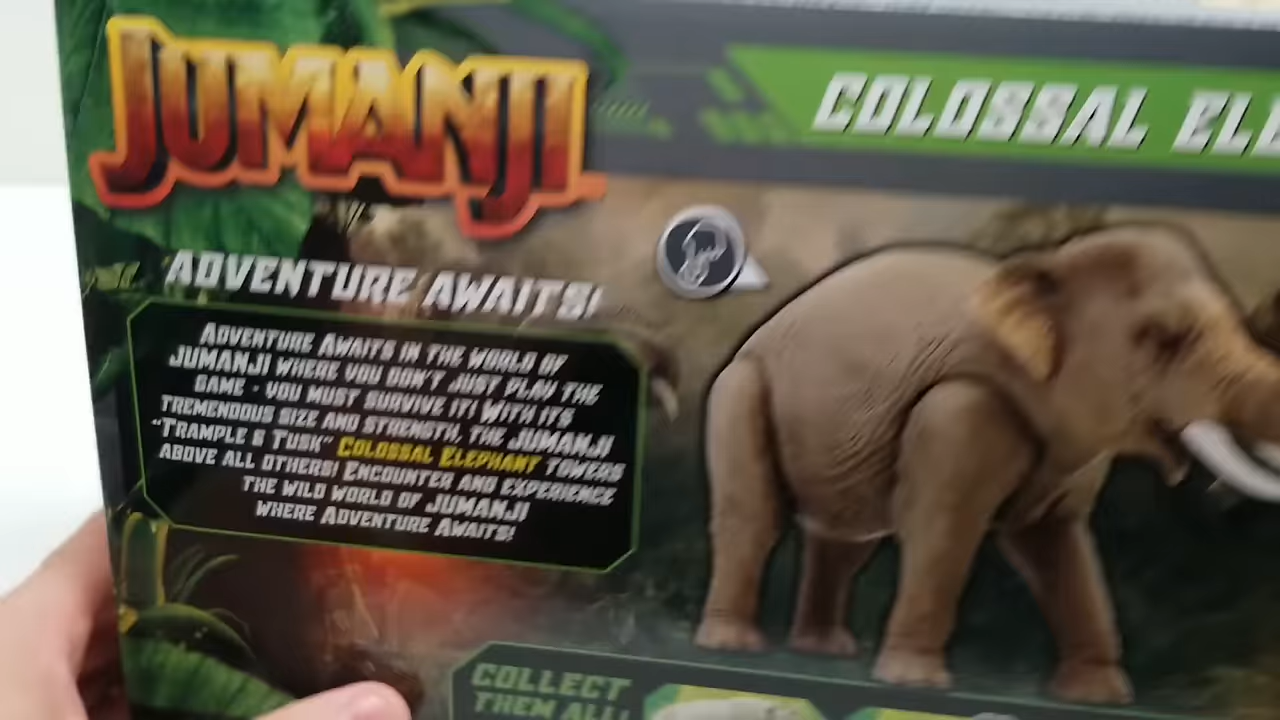 JUMANJI
COLOSSAL
ADVENTURE AWAITS!
ADVENTURE AWAITS IN THE WORLD OF
JUMANJI WHERE YOU DON'T JUST PLAY THE
GAME - YOU MUST SURVIVE IT! WITH ITS
TREMENDOUS SIZE AND STRENGTH, THE JUMANJI
"TRAMPLE & TUSK" COLOSSAL ELEPHANT TOWERS
ABOVE ALL OTHERS! ENCOUNTER AND EXPERIENCE
THE WILD WORLD OF JUMANJI
WHERE ADVENTURE AWAITS!
COLLECT
THEM ALL!